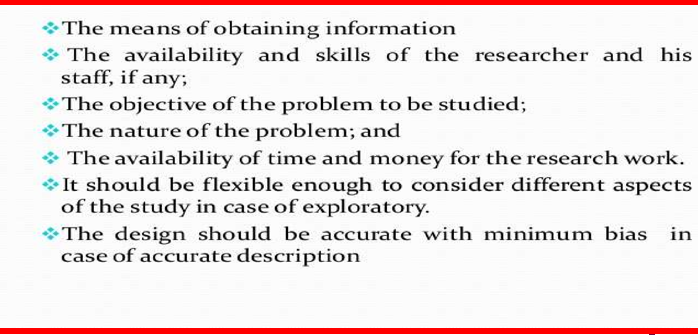 ❖The means of obtaining information
❖ The availability and skills of the researcher and his
staff, if any;
❖The objective of the problem to be studied;
❖The nature of the problem; and
❖ The availability of time and money for the research work.
❖It should be flexible enough to consider different aspects
of the study in case of exploratory.
❖The design should be accurate with minimum bias in
case of accurate description